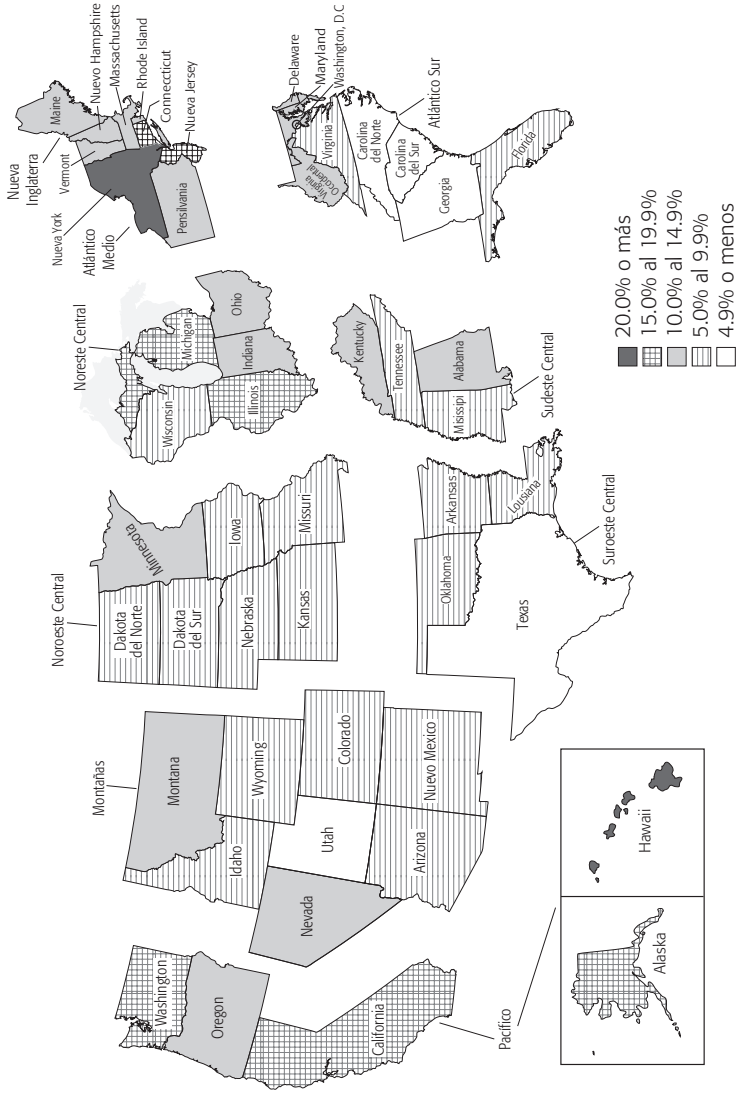 Pacífico
Washington
Oregon
California
Alaska
Hawaii
Montañas
Montana
Idaho
Wyoming
Nevada
Utah
Colorado
Arizona
Nuevo Mexico
Noroeste Central
Dakota
del Norte
Minnesota
Dakota
del Sur
Iowa
Nebraska
Kansas
Missuri
Suroeste Central
Oklahoma
Arkansas
Texas
Lousiana
Noreste Central
Wisconsin
Michigan
Illinois
Indiana
Ohio
Sudeste Central
Kentucky
Tennessee
Misissipi
Alabama
Nueva
Inglaterra
Maine
Nuevo Hampshire
Vermont
Massachusetts
Rhode Island
Conneccticut
Nueva Jersey
Nueva York
Atlántico
Medio
Pensilvania
Delaware
Maryland
Washington, D.C
Virginia
Virginia
Occidental
Carolina
del Norte
Carolina
del Sur
Georgia
Florida
Atlántico Sur
20.0% o más
15.0% al 19.9%
10.0% al 14.9%
5.0% al 9.9%
4.9% o menos